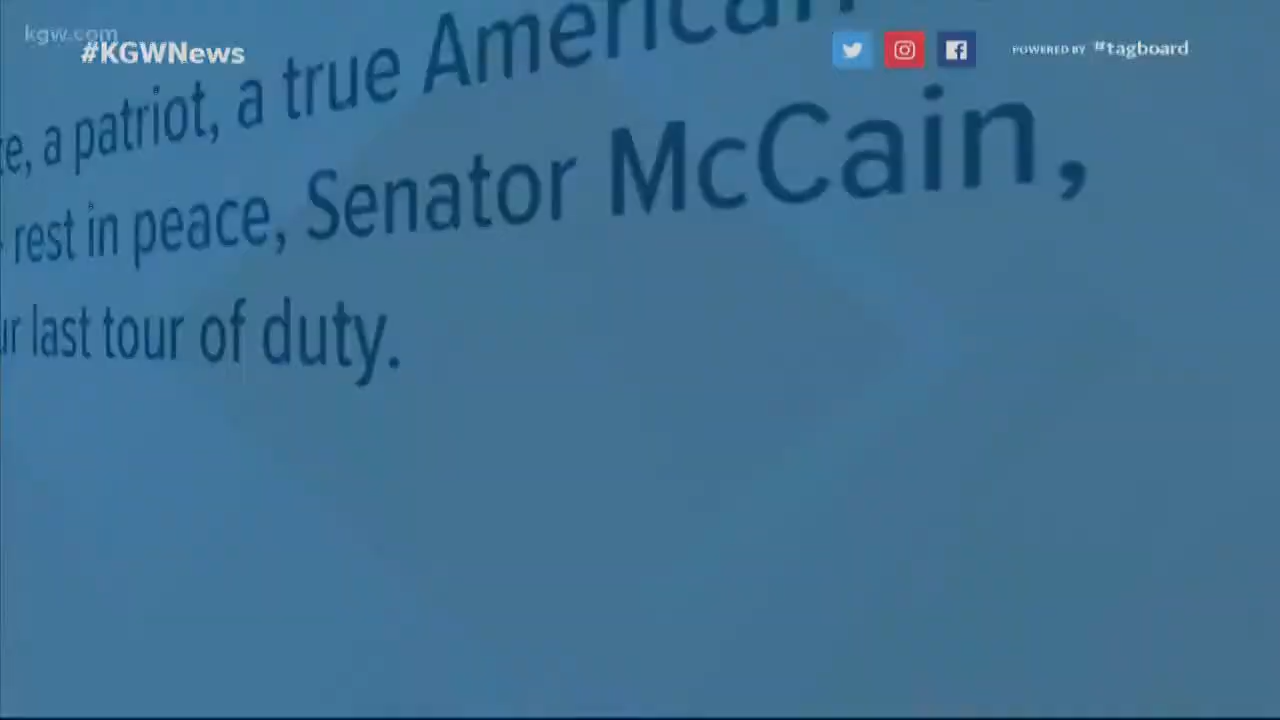 kgw.com
#KGWNews
POWERED BY #tagboard
a patriot, a true American
rest in peace, Senator McCain,
last tour of duty.